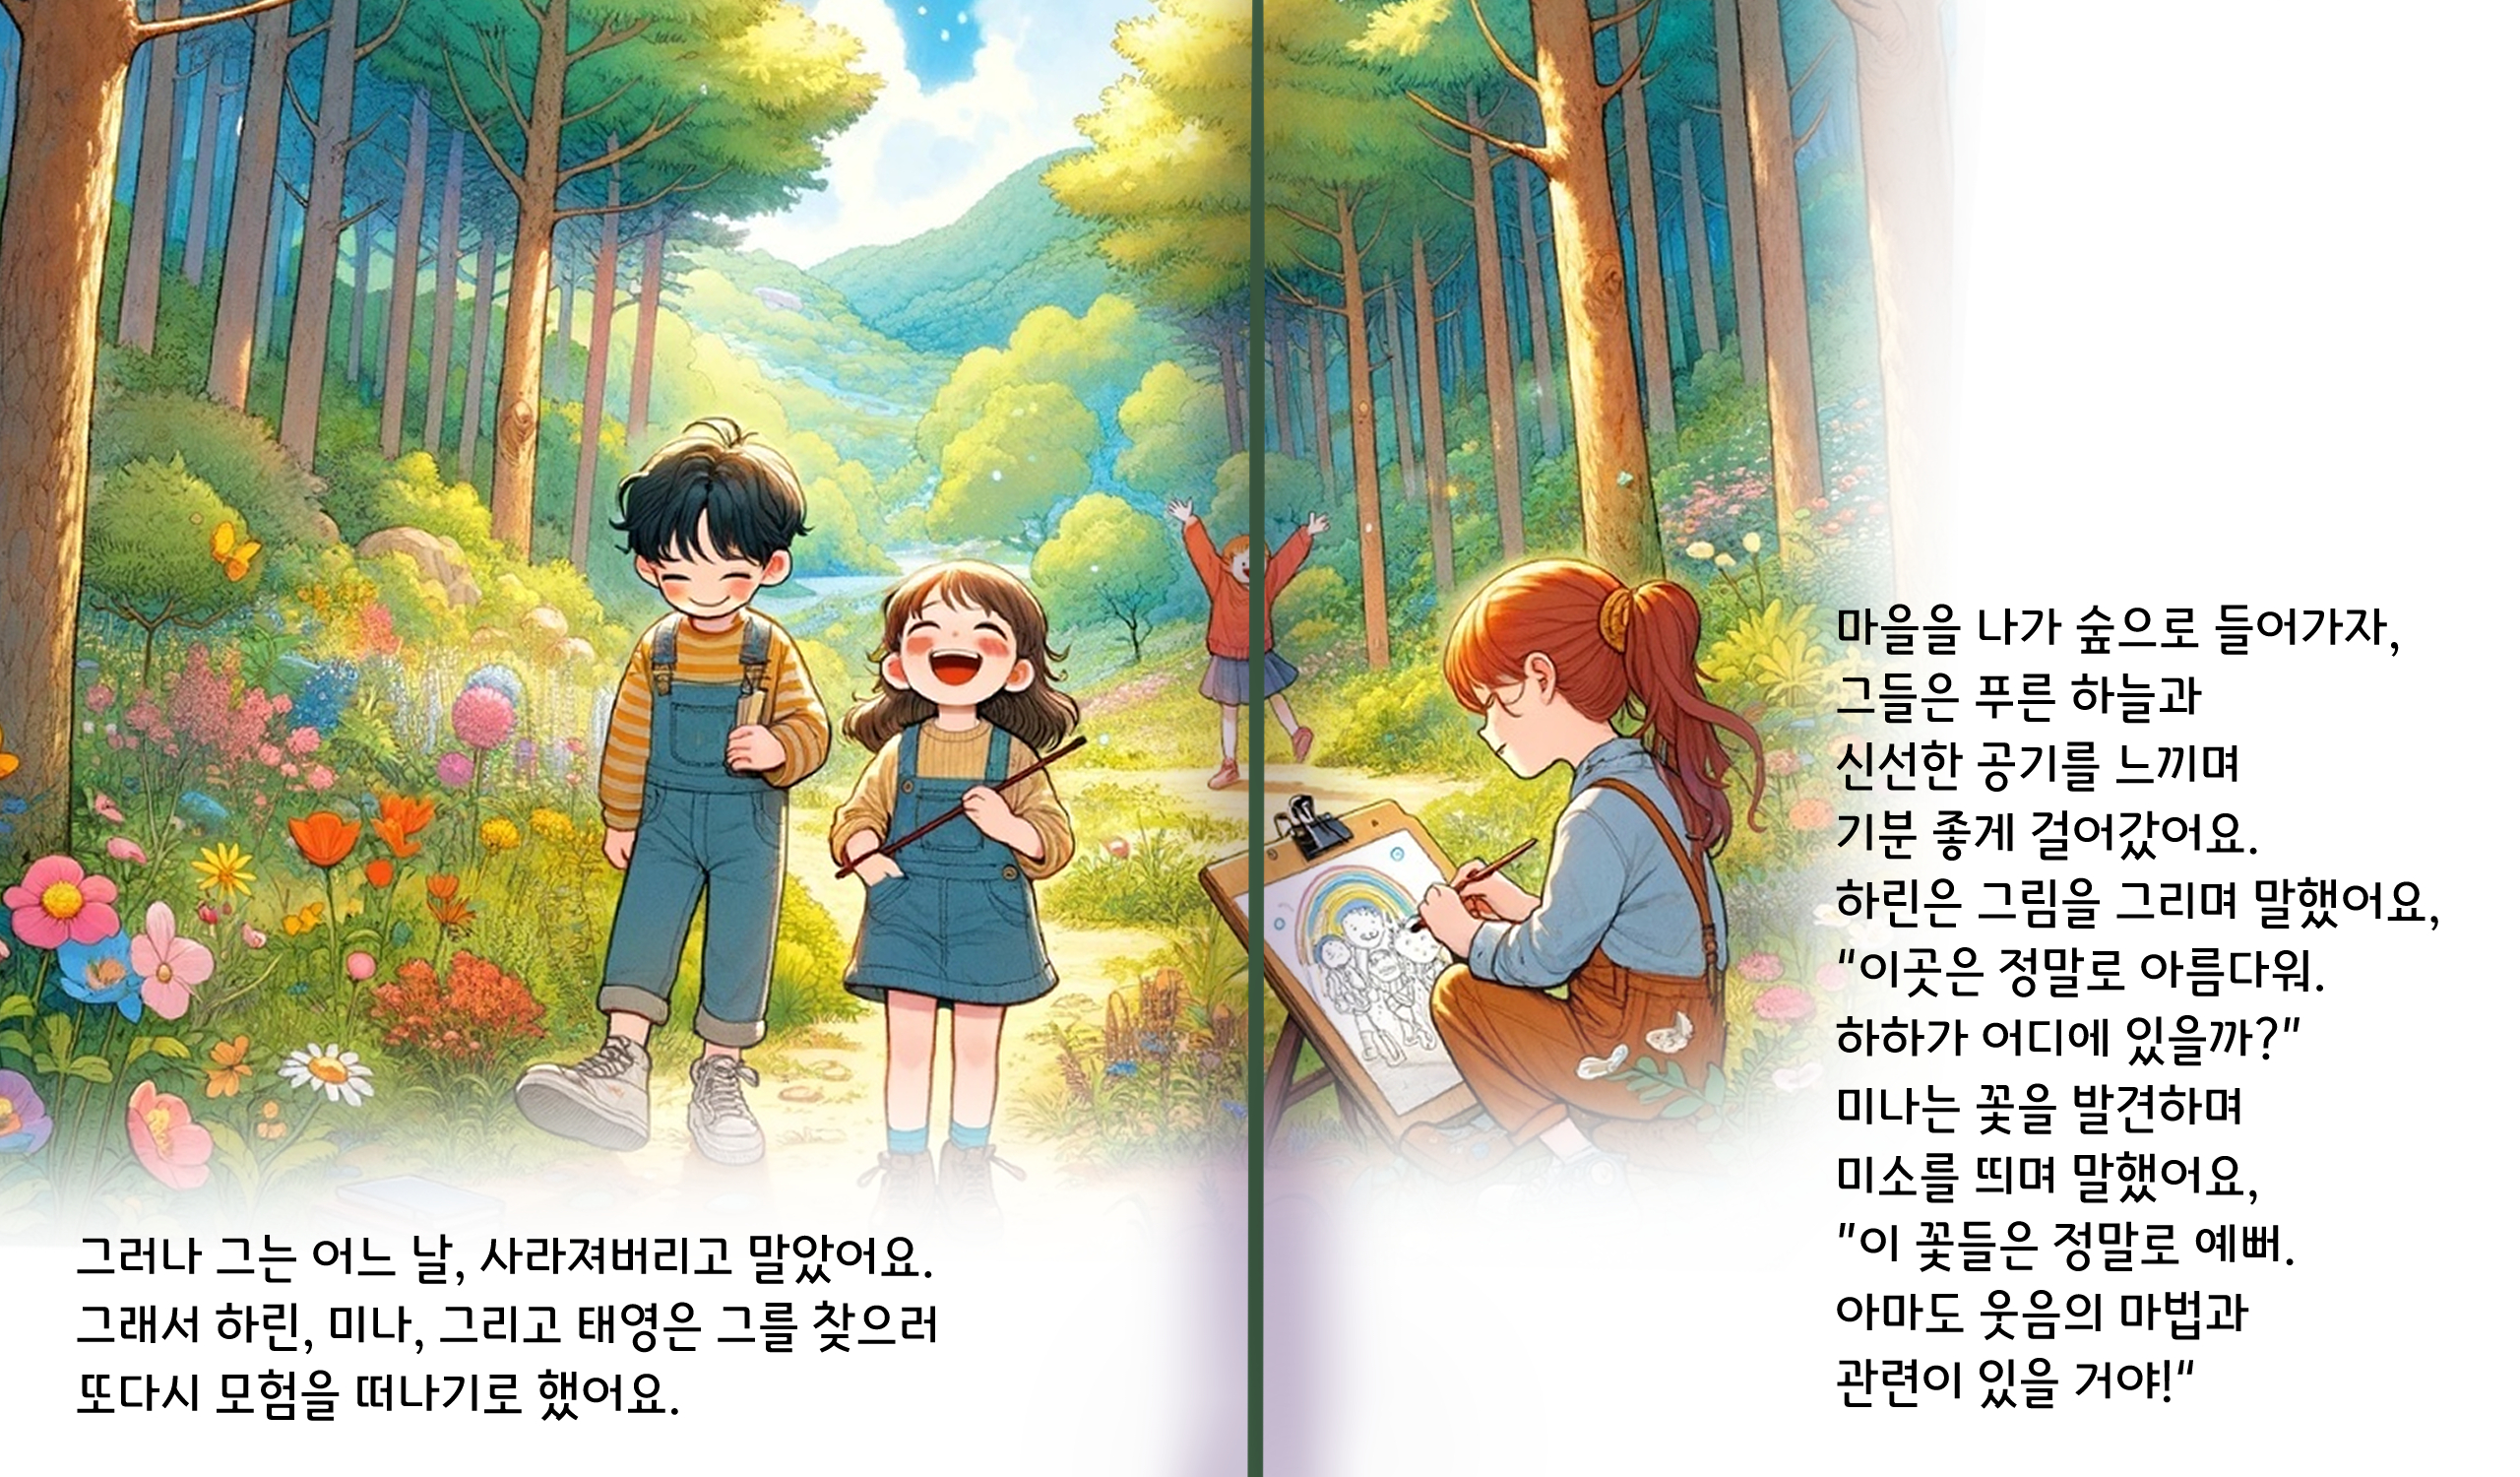 그러나 그는 어느 날, 사라져버리고 말았어요.
그래서 하린, 미나, 그리고 태영은 그를 찾으러
또다시 모험을 떠나기로 했어요.
마을을 나가 숲으로 들어가자,
그들은 푸른 하늘과
신선한 공기를 느끼며
기분 좋게 걸어갔어요.
하린은 그림을 그리며 말했어요,
"이곳은 정말로 아름다워.
하하가 어디에 있을까?"
미나는 꽃을 발견하며
미소를 띄며 말했어요,
"이 꽃들은 정말로 예뻐.
아마도 웃음의 마법과
관련이 있을 거야!"